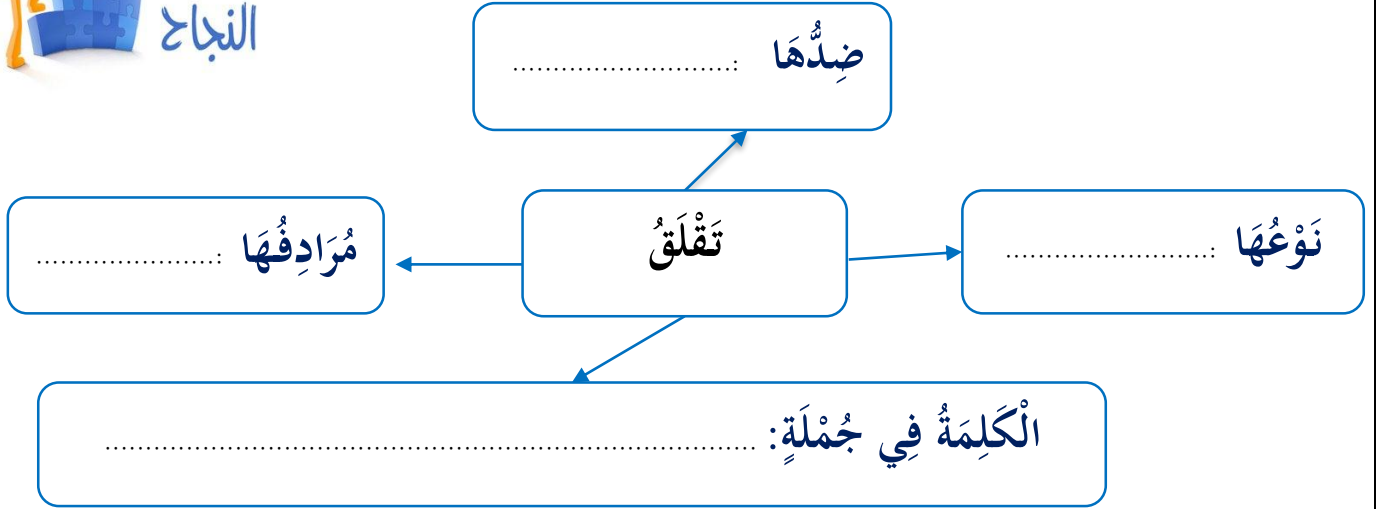 النجاح
ضِدُّهَا :...........................
نَوْعُهَا :.........................
تَقْلَقُ
مُرَادِفُهَا :......................
الْكَلِمَةُ فِي جُمْلَةٍ: ................................................................................